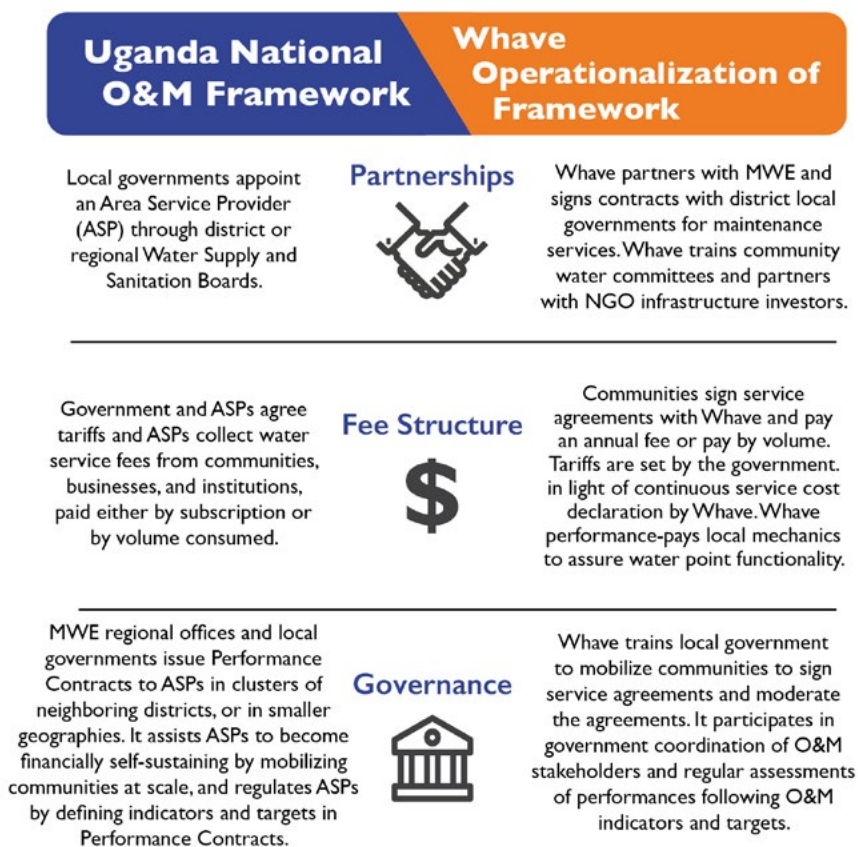 Uganda National
O&M Framework
Whave
Operationalization of
Framework
Local governments appoint
an Area Service Provider
(ASP) through district or
regional Water Supply and
Sanitation Boards.
Partnerships
Whave partners with MWE and
signs contracts with district local
governments for maintenance
services. Whave trains community
water committees and partners
with NGO infrastructure investors.
Government and ASPs agree
tariffs and ASPs collect water
service fees from communities,
businesses, and institutions,
paid either by subscription or
by volume consumed.
Fee Structure
$
Communities sign service
agreements with Whave and pay
an annual fee or pay by volume.
Tariffs are set by the government.
in light of continuous service cost
declaration by Whave. Whave
performance-pays local mechanics
to assure water point functionality.
MWE regional offices and local
governments issue Performance
Contracts to ASPs in clusters of
neighboring districts, or in smaller
geographies. It assists ASPs to become
financially self-sustaining by mobilizing
communities at scale, and regulates ASPs
by defining indicators and targets in
Performance Contracts.
Governance
Whave trains local government
to mobilize communities to sign
service agreements and moderate
the agreements. It participates in
government coordination of O&M
stakeholders and regular assessments
of performances following O&M
indicators and targets.